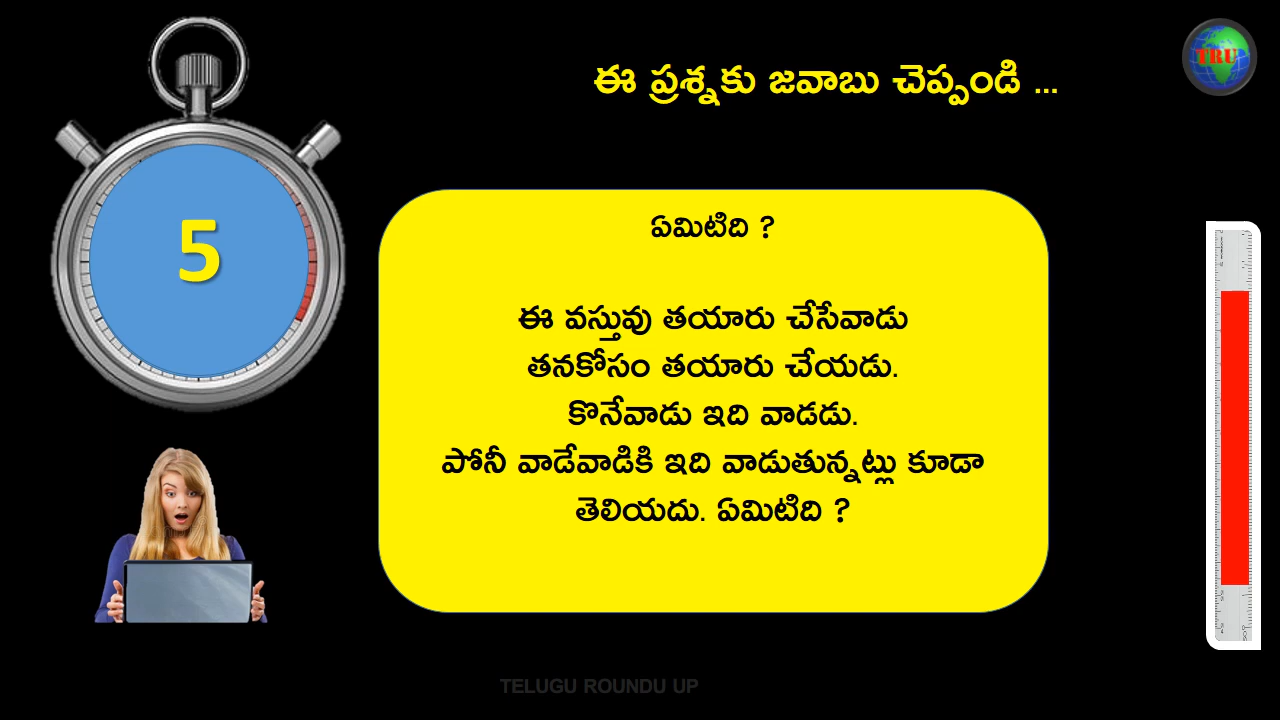 ఈ ప్రశ్నకు జవాబు చెప్పండి ...
TRU
5
ఏమిటిది ?
ఈ వస్తువు తయారు చేసేవాడు
తనకోసం తయారు చేయడు.
కొనేవాడు ఇది వాడడు.
పోనీ వాడేవాడికి ఇది వాడుతున్నట్లు కూడా
తెలియదు. ఏమిటిది ?
TELUGU ROUNDU UP